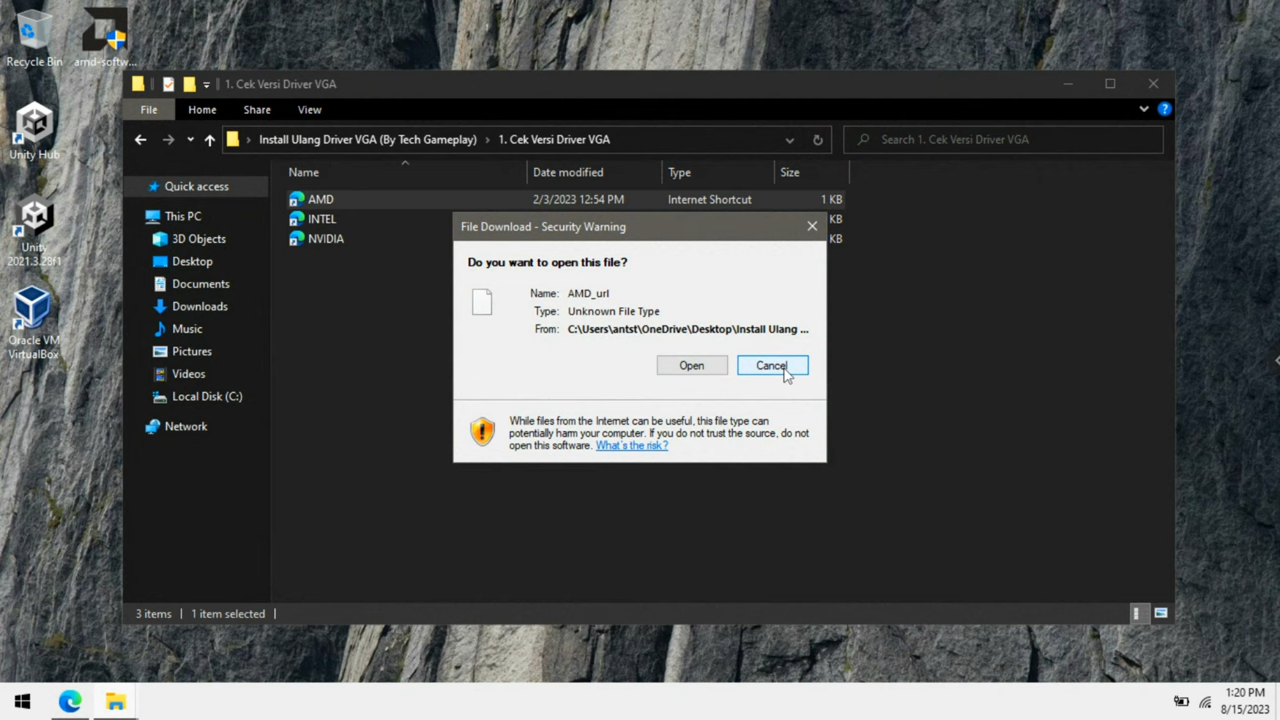 Recycle Bin
amd-softw...
Unity Hub
Unity
2021.3.28f1
Oracle VM
VirtualBox
1. Cek Versi Driver VGA
File
Home
Share
View
Install Ulang Driver VGA (By Tech Gameplay) > 1. Cek Versi Driver VGA
Search 1. Cek Versi Driver VGA
Quick access
This PC
3D Objects
Desktop
Documents
Downloads
Music
Pictures
Videos
Local Disk (C:)
Network
Name
Date modified
Type
Size
AMD
2/3/2023 12:54 PM
Internet Shortcut
1 KB
INTEL
KB
NVIDIA
KB
File Download - Security Warning
Do you want to open this file?
Name: AMD_url
Type: Unknown File Type
From: C:\Users\antst\OneDrive\Desktop\Install Ulang ...
Open
Cancel
While files from the Internet can be useful, this file type can
potentially harm your computer. If you do not trust the source, do not
open this software. What's the risk?
3 items
1 item selected
1:20 PM
8/15/2023